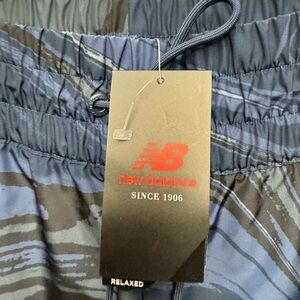 NB
new balance
SINCE 1906
RELAXED